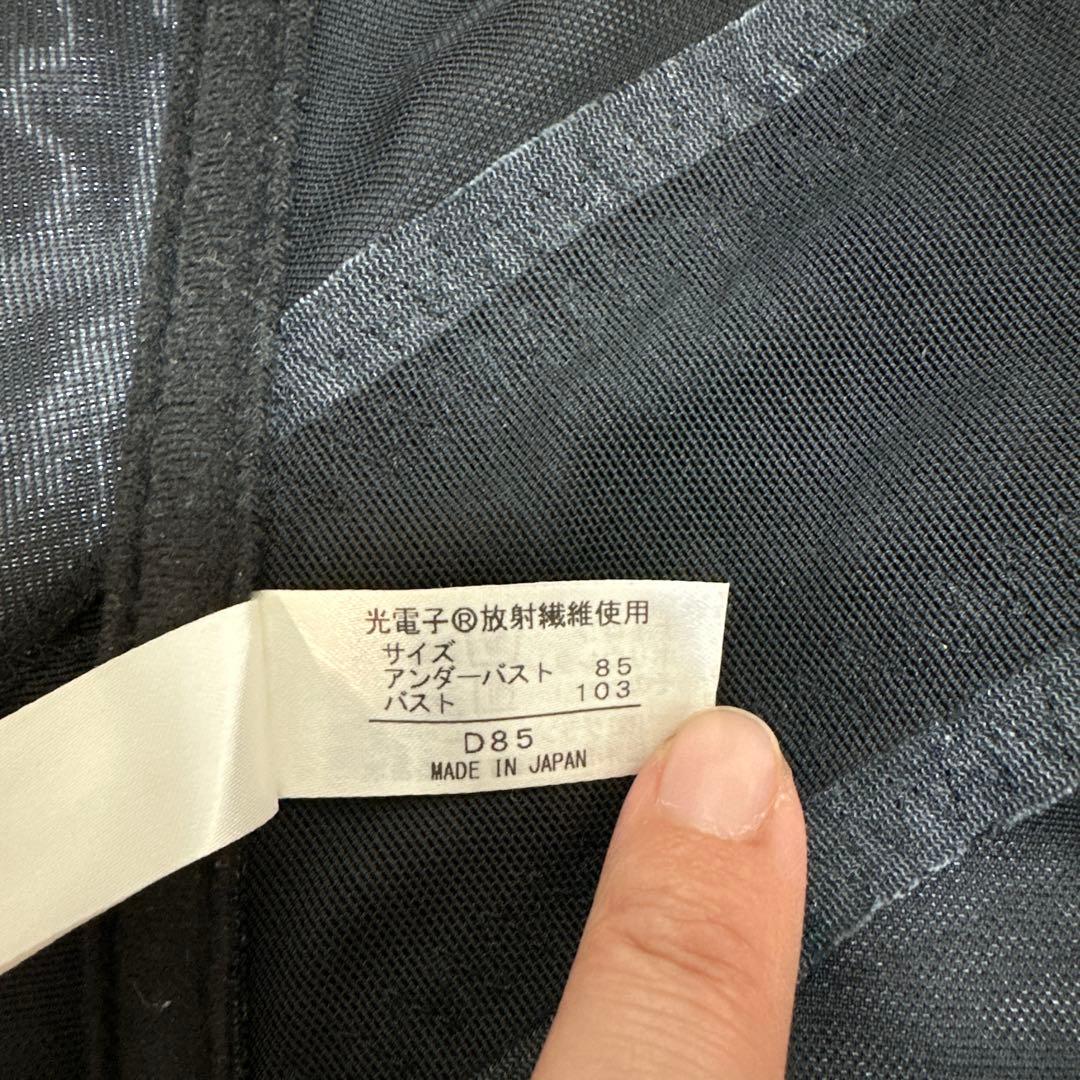 光電子®放射繊維使用
サイズ
アンダーバスト 85
バスト 103
D85
MADE IN JAPAN